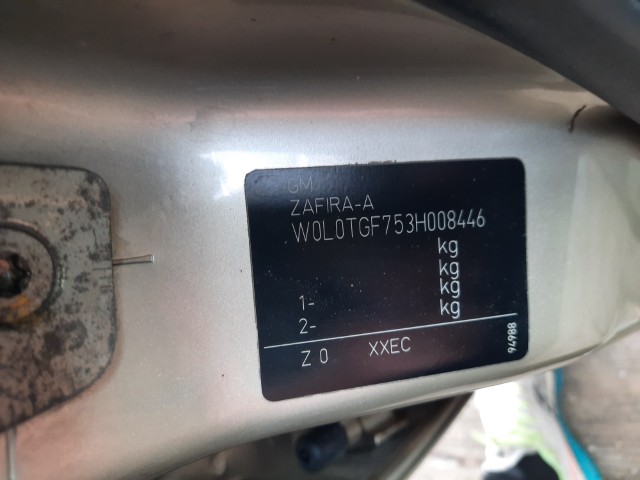 GM
ZAFIRA-A
W0L0TGF753H008446
kg
kg
1- kg
2- kg
Z 0 XXEC
94988